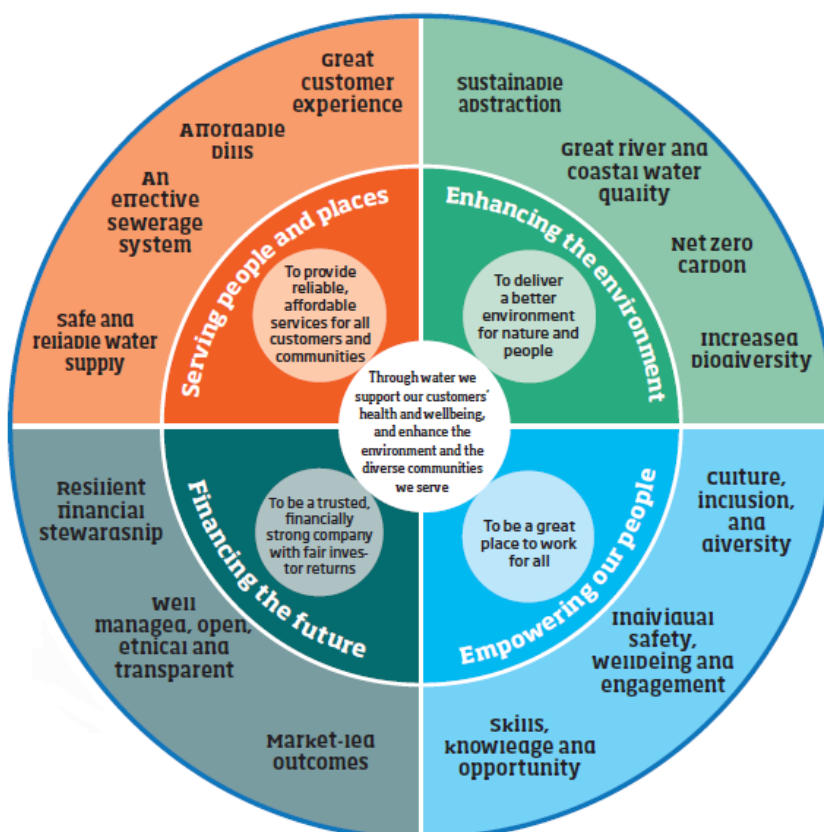 Great
customer
experience
Affordable
bills
An
effective
sewerage
system
Safe and
reliable water
supply
Serving people and places
To provide
reliable,
affordable
services for all
customers and
communities
Sustainable
abstraction
Great river and
coastal water
quality
Net zero
carbon
Increased
biodiversity
Enhancing the environment
To deliver
a better
environment
for nature and
people
Through water we
support our customers'
health and wellbeing,
and enhance the
environment and the
diverse communities
we serve
Resilient
financial
stewardship
Well
managed, open,
ethical and
transparent
Market-led
outcomes
Financing the future
To be a trusted,
financially
strong company
with fair inves-
tor returns
Culture,
inclusion,
and
diversity
Individual
safety,
wellbeing and
engagement
Skills,
knowledge and
opportunity
Empowering our people
To be a great
place to work
for all